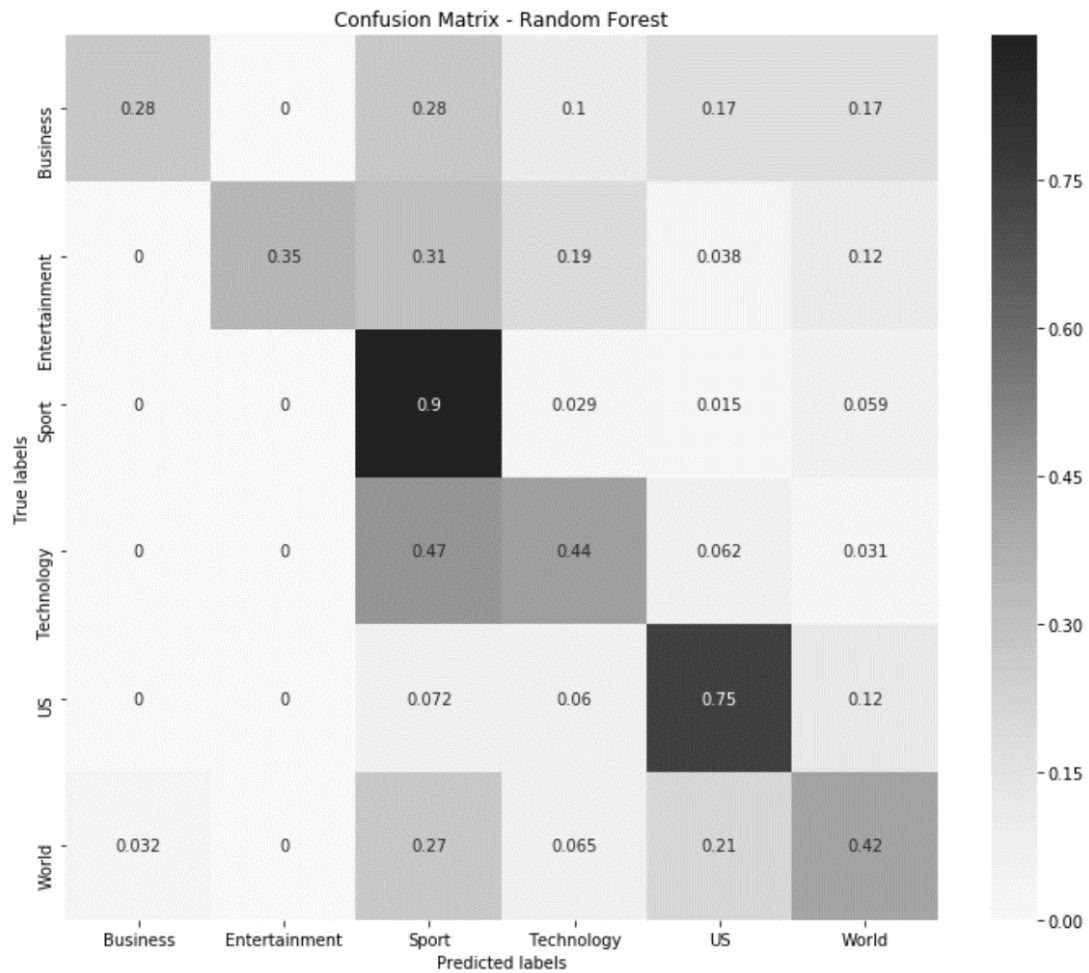 Confusion Matrix - Random Forest
Business 0.28 0 0.28 0.1 0.17 0.17
Entertainment 0 0.35 0.31 0.19 0.038 0.12
Sport 0 0 0.9 0.029 0.015 0.059
Technology 0 0 0.47 0.44 0.062 0.031
US 0 0 0.072 0.06 0.75 0.12
World 0.032 0 0.27 0.065 0.21 0.42
True labels
Business Entertainment Sport Technology US World
Predicted labels
0.75
0.60
0.45
0.30
0.15
0.00